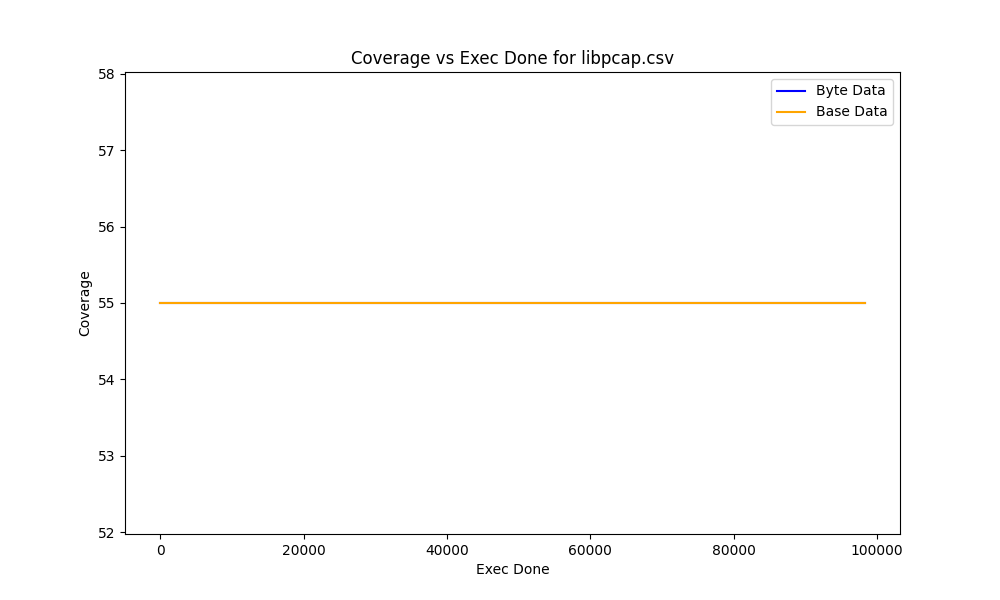 Coverage vs Exec Done for libpcap.csv
Byte Data
Base Data
58
57
56
55
54
53
52
Coverage
0 20000 40000 60000 80000 100000
Exec Done